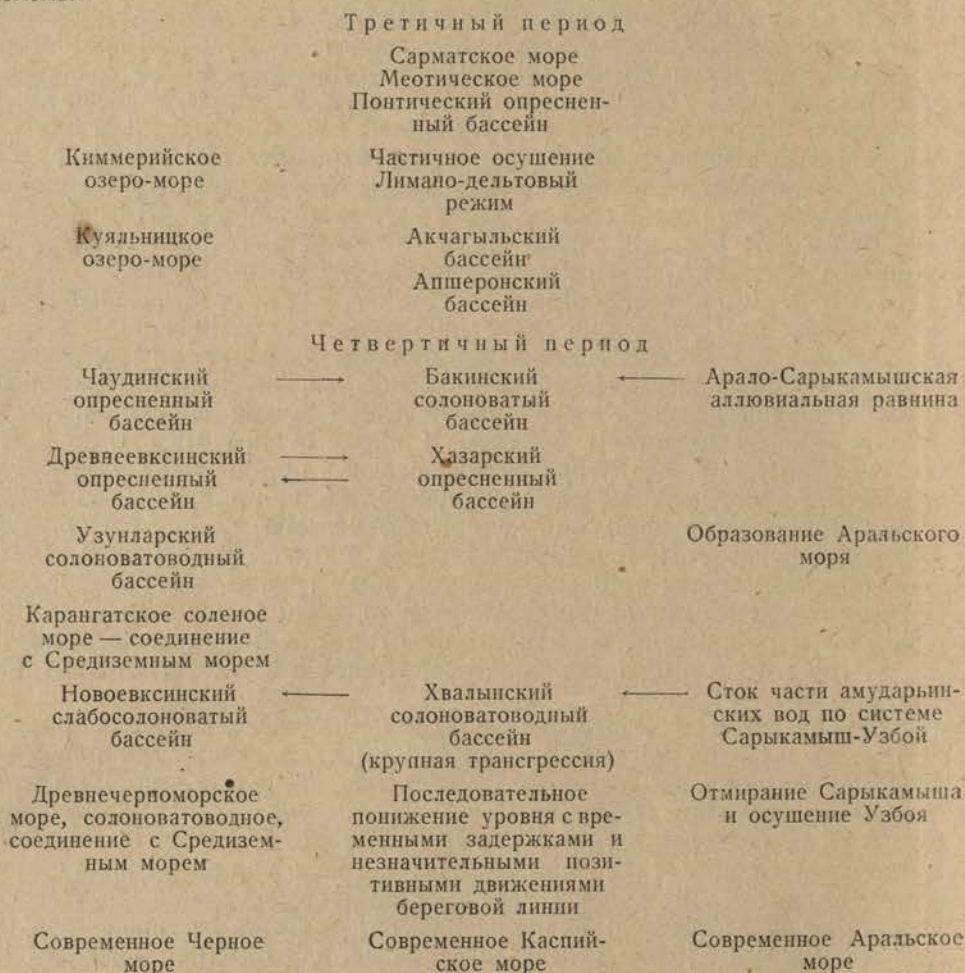 Третичный период
Сарматское море
Меотическое море
Понтический опреснен-
ный бассейн
Киммерийское
озеро-море
Частичное осушение
Лимано-дельтовый
режим
Куяльницкое
озеро-море
Акчагыльский
бассейн
Апшеронский
бассейн
Четвертичный период
Чаудинский
опресненный
бассейн
Бакинский
солоноватый
бассейн
Арало-Сарыкамышская
аллювиальная равнина
Древнеевксинский
опресненный
бассейн
Хазарский
опресненный
бассейн
Узунларский
солоноватоводный
бассейн
Образование Аральского
моря
Карангатское соленое
море — соединение
с Средиземным морем
Новоевксинский
слабосолоноватый
бассейн
Хвалынский
солоноватоводный
бассейн
(крупная трансгрессия)
Сток части амударьин-
ских вод по системе
Сарыкамыш-Узбой
Древнечерноморское
море, солоноватоводное,
соединение с Средизем-
ным морем
Последовательное
понижение уровня с вре-
менными задержками и
незначительными пози-
тивными движениями
береговой линии
Отмирание Сарыкамыша
и осушение Узбоя
Современное Черное
море
Современное Каспий-
ское море
Современное Аральское
море